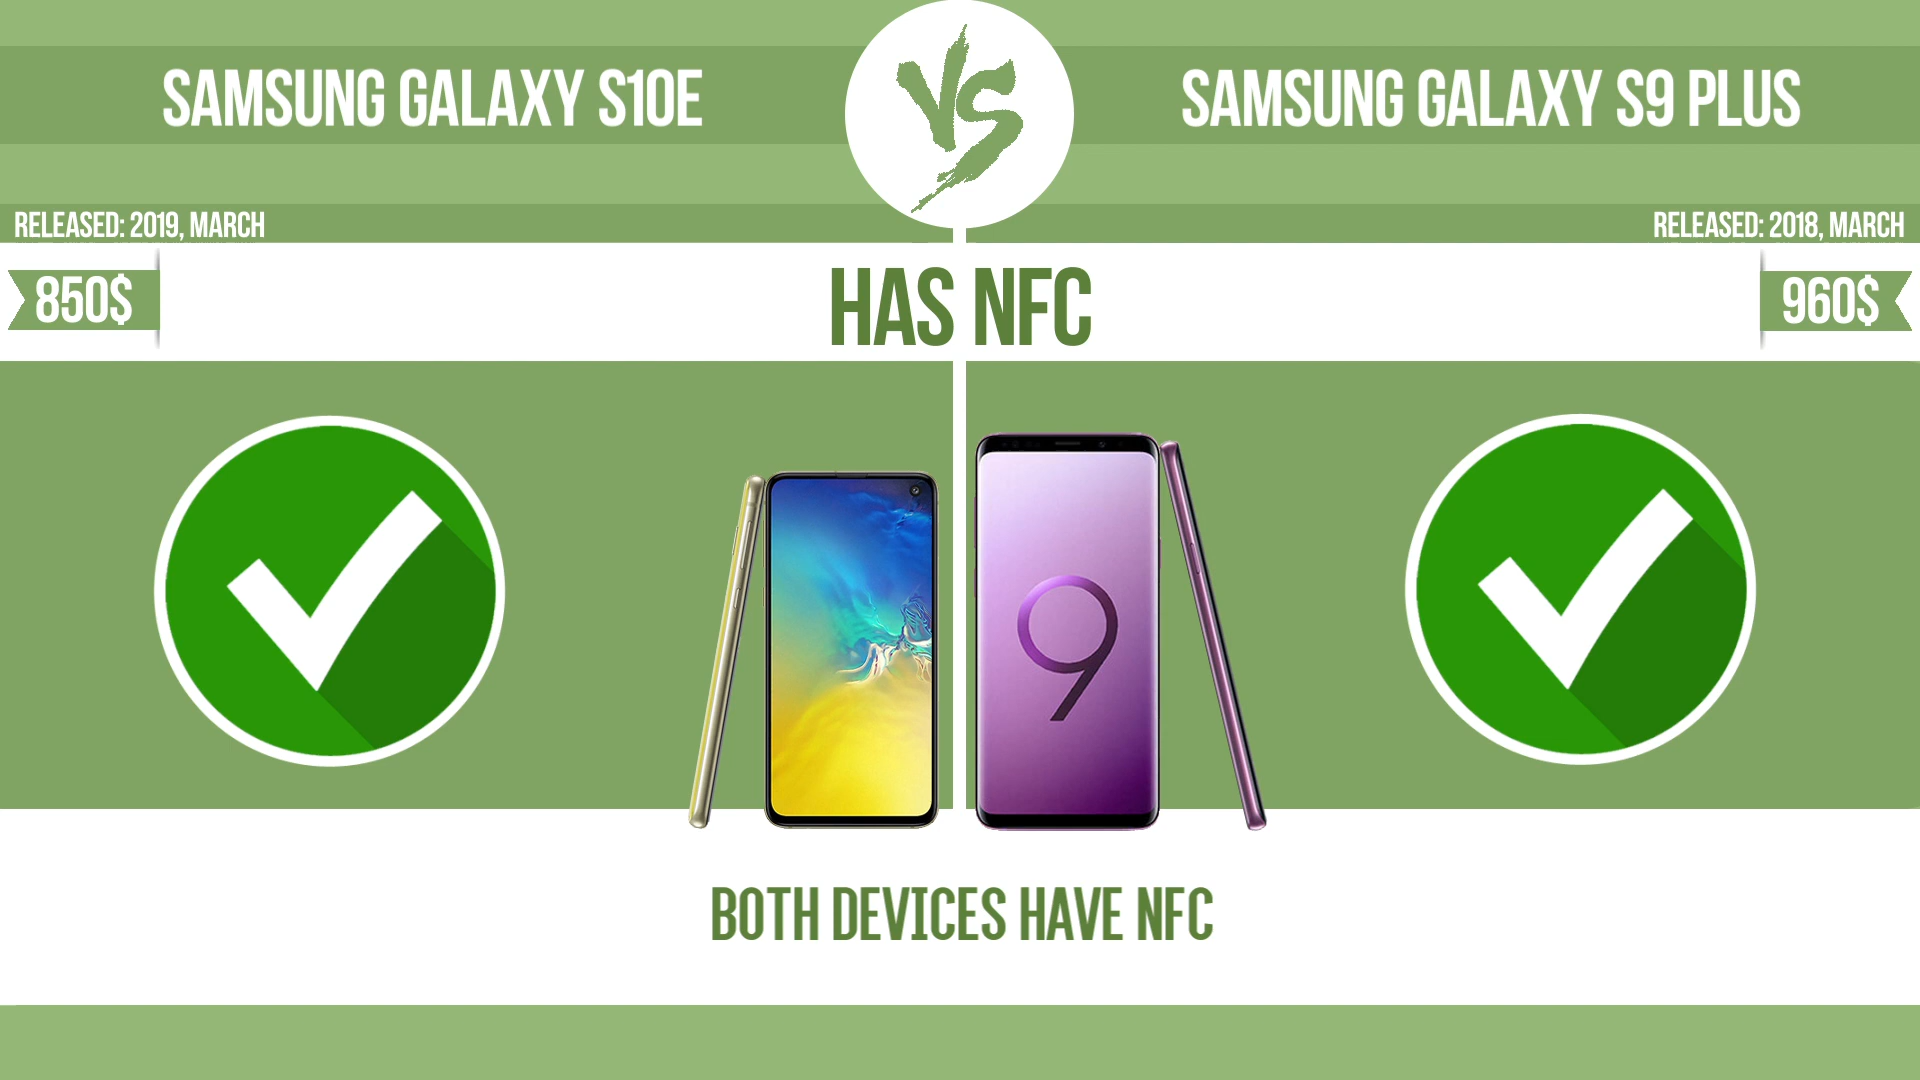 SAMSUNG GALAXY S10E
VS
SAMSUNG GALAXY S9 PLUS
RELEASED: 2019, MARCH
RELEASED: 2018, MARCH
850$
HAS NFC
960$
9
BOTH DEVICES HAVE NFC